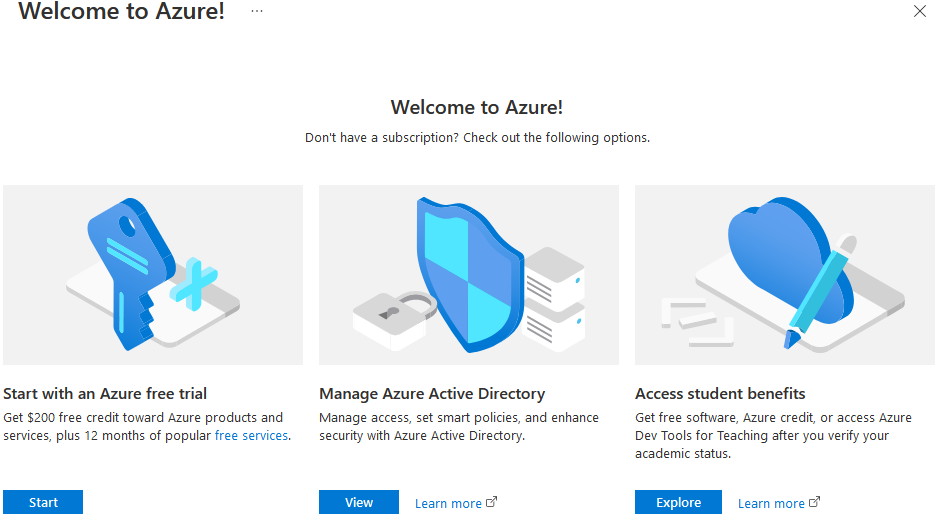 Welcome to Azure! ...
Welcome to Azure!
Don't have a subscription? Check out the following options.
Start with an Azure free trial
Get $200 free credit toward Azure products and
services, plus 12 months of popular free services.
Start
Manage Azure Active Directory
Manage access, set smart policies, and enhance
security with Azure Active Directory.
View Learn more
Access student benefits
Get free software, Azure credit, or access Azure
Dev Tools for Teaching after you verify your
academic status.
Explore Learn more